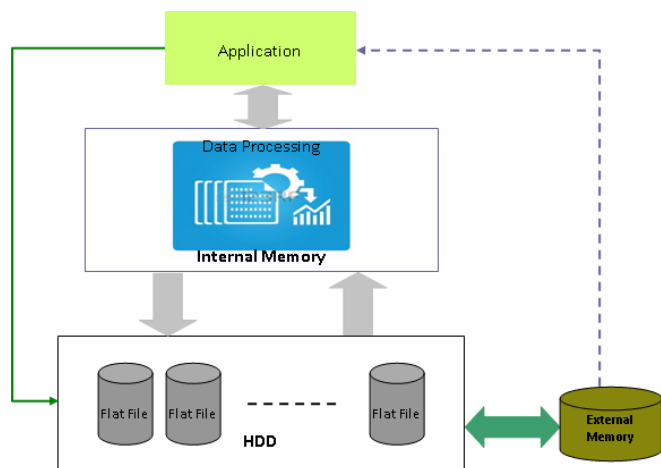 Application
Data Processing
Internal Memory
Flat File
Flat File
Flat File
HDD
External
Memory